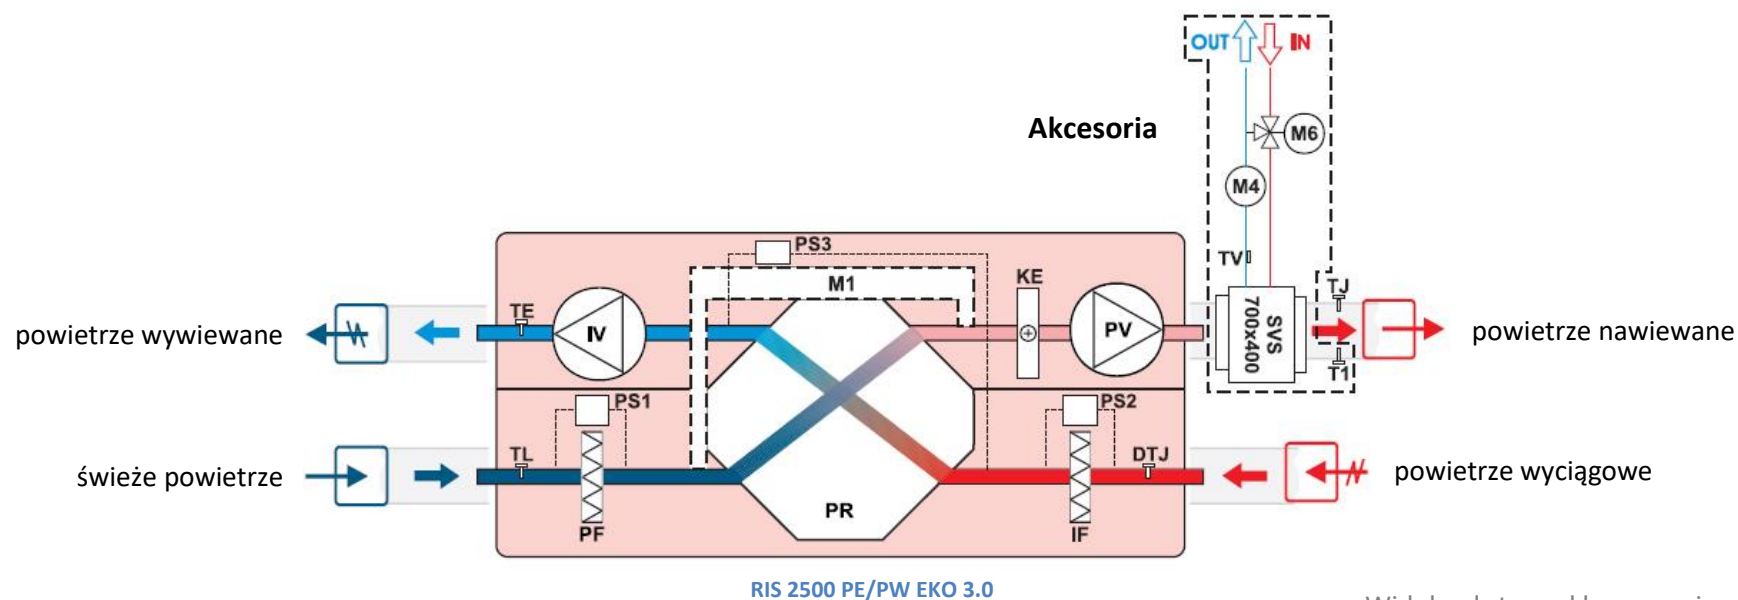 OUT IN
Akcesoria
M6
M4
TV
PS3
M1
KE
TE
IV
PV
SVS
700x400
TJ
T1
powietrze wywiewane
powietrze nawiewane
PS1
PS2
TL
DTJ
świeże powietrze
powietrze wyciągowe
PF
PR
IF
RIS 2500 PE/PW EKO 3.0